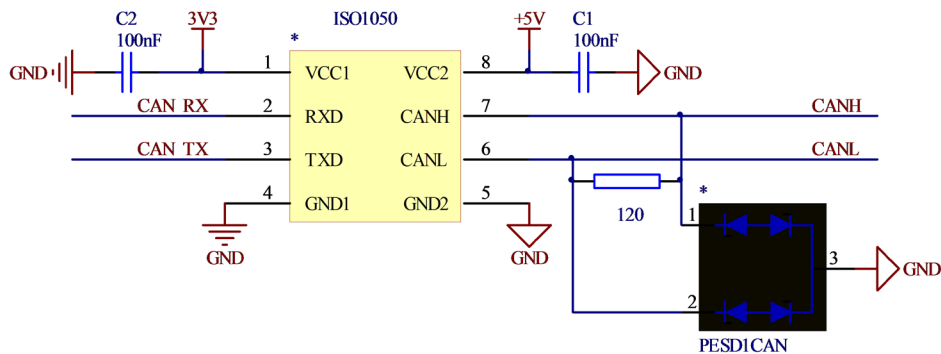 C2 3V3 ISO1050 +5V C1
100nF * 100nF
GND 1 VCC1 VCC2 8 GND
CAN RX 2 RXD CANH 7 CANH
CAN TX 3 TXD CANL 6 CANL
4 GND1 GND2 5 *
120 1
GND GND 3 GND
2
PESD1CAN